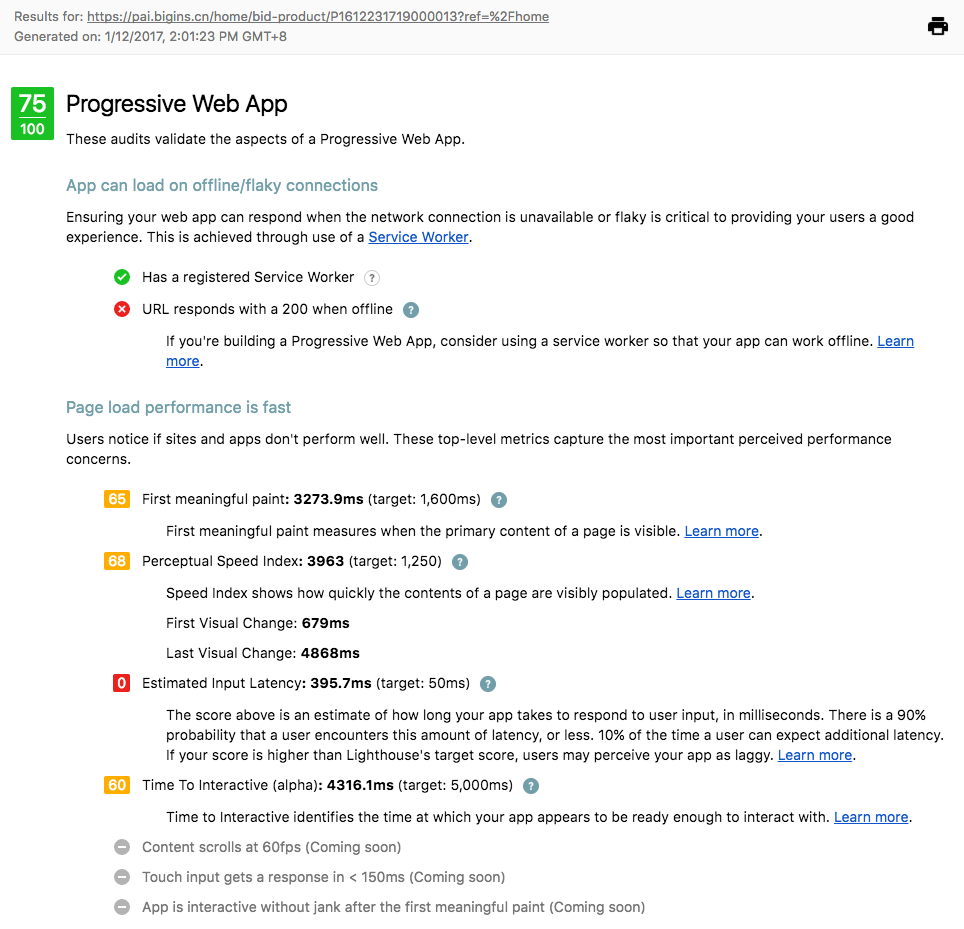 Results for: https://pai.bigins.cn/home/bid-product/P1612231719000013?ref=%2Fhome
Generated on: 1/12/2017, 2:01:23 PM GMT+8
75
100
Progressive Web App
These audits validate the aspects of a Progressive Web App.
App can load on offline/flaky connections
Ensuring your web app can respond when the network connection is unavailable or flaky is critical to providing your users a good
experience. This is achieved through use of a Service Worker.
Has a registered Service Worker ?
URL responds with a 200 when offline ?
If you're building a Progressive Web App, consider using a service worker so that your app can work offline. Learn
more.
Page load performance is fast
Users notice if sites and apps don't perform well. These top-level metrics capture the most important perceived performance
concerns.
65 First meaningful paint: 3273.9ms (target: 1,600ms) ?
First meaningful paint measures when the primary content of a page is visible. Learn more.
68 Perceptual Speed Index: 3963 (target: 1,250) ?
Speed Index shows how quickly the contents of a page are visibly populated. Learn more.
First Visual Change: 679ms
Last Visual Change: 4868ms
0 Estimated Input Latency: 395.7ms (target: 50ms) ?
The score above is an estimate of how long your app takes to respond to user input, in milliseconds. There is a 90%
probability that a user encounters this amount of latency, or less. 10% of the time a user can expect additional latency.
If your score is higher than Lighthouse's target score, users may perceive your app as laggy. Learn more.
60 Time To Interactive (alpha): 4316.1ms (target: 5,000ms) ?
Time to Interactive identifies the time at which your app appears to be ready enough to interact with. Learn more.
Content scrolls at 60fps (Coming soon)
Touch input gets a response in < 150ms (Coming soon)
App is interactive without jank after the first meaningful paint (Coming soon)